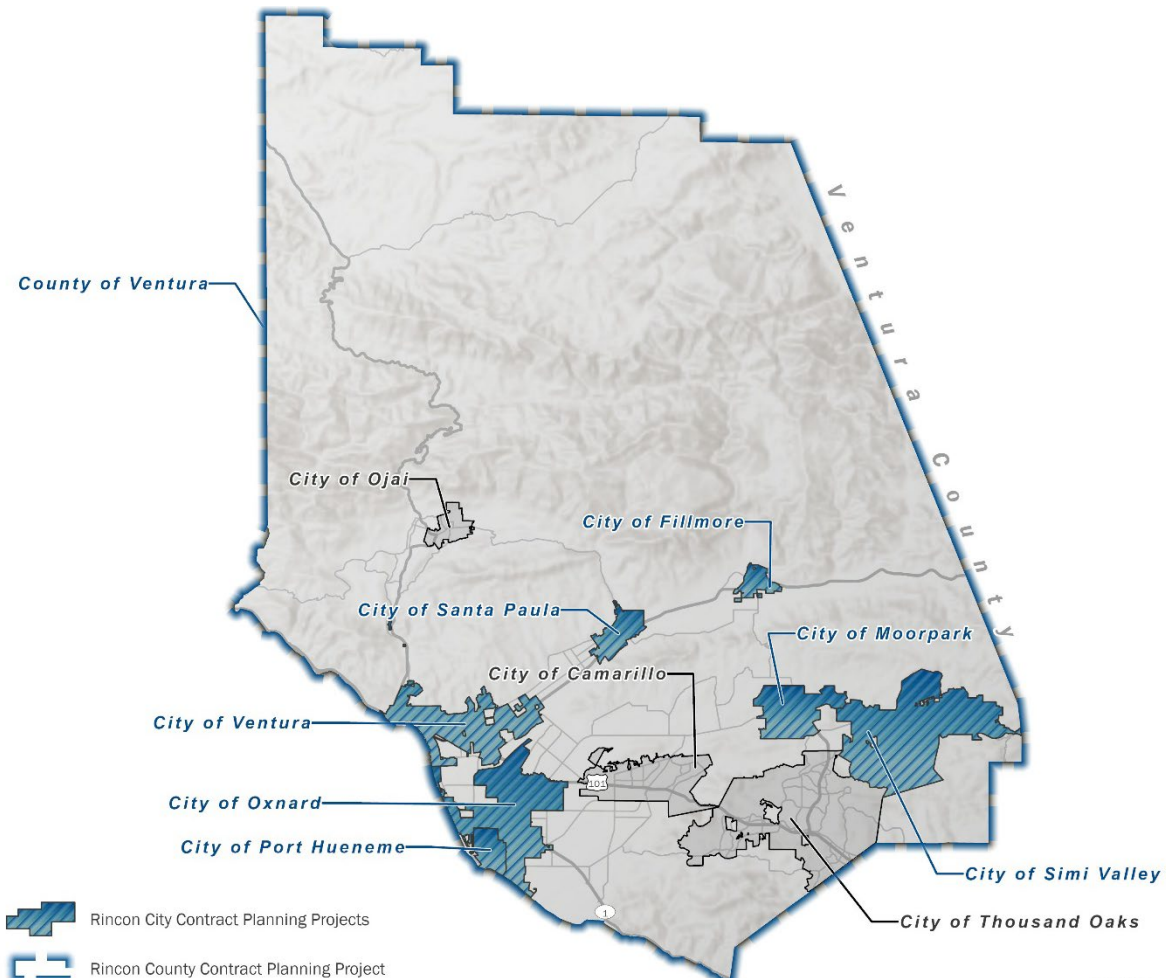 Ventura County
County of Ventura
City of Ojai
City of Fillmore
City of Santa Paula
City of Moorpark
City of Camarillo
City of Ventura
101
City of Oxnard
City of Port Hueneme
City of Simi Valley
1
City of Thousand Oaks
Rincon City Contract Planning Projects
Rincon County Contract Planning Project